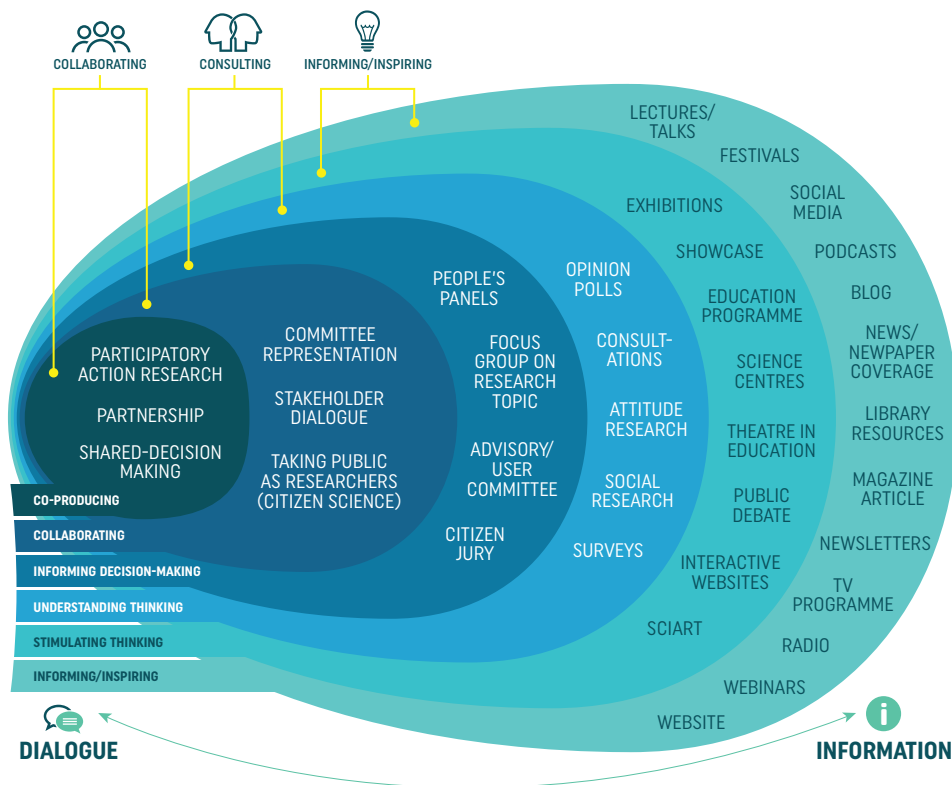 COLLABORATING
CONSULTING
INFORMING/INSPIRING
PARTICIPATORY
ACTION RESEARCH
PARTNERSHIP
SHARED-DECISION
MAKING
COMMITTEE
REPRESENTATION
STAKEHOLDER
DIALOGUE
TAKING PUBLIC
AS RESEARCHERS
(CITIZEN SCIENCE)
PEOPLE'S
PANELS
FOCUS
GROUP ON
RESEARCH
TOPIC
ADVISORY/
USER
COMMITTEE
CITIZEN
JURY
OPINION
POLLS
CONSULT-
ATIONS
ATTITUDE
RESEARCH
SOCIAL
RESEARCH
SURVEYS
EXHIBITIONS
SHOWCASE
EDUCATION
PROGRAMME
SCIENCE
CENTRES
THEATRE IN
EDUCATION
PUBLIC
DEBATE
INTERACTIVE
WEBSITES
SCIART
LECTURES/
TALKS
FESTIVALS
SOCIAL
MEDIA
PODCASTS
BLOG
NEWS/
NEWPAPER
COVERAGE
LIBRARY
RESOURCES
MAGAZINE
ARTICLE
NEWSLETTERS
TV
PROGRAMME
RADIO
WEBINARS
WEBSITE
CO-PRODUCING
COLLABORATING
INFORMING DECISION-MAKING
UNDERSTANDING THINKING
STIMULATING THINKING
INFORMING/INSPIRING
DIALOGUE
i
INFORMATION